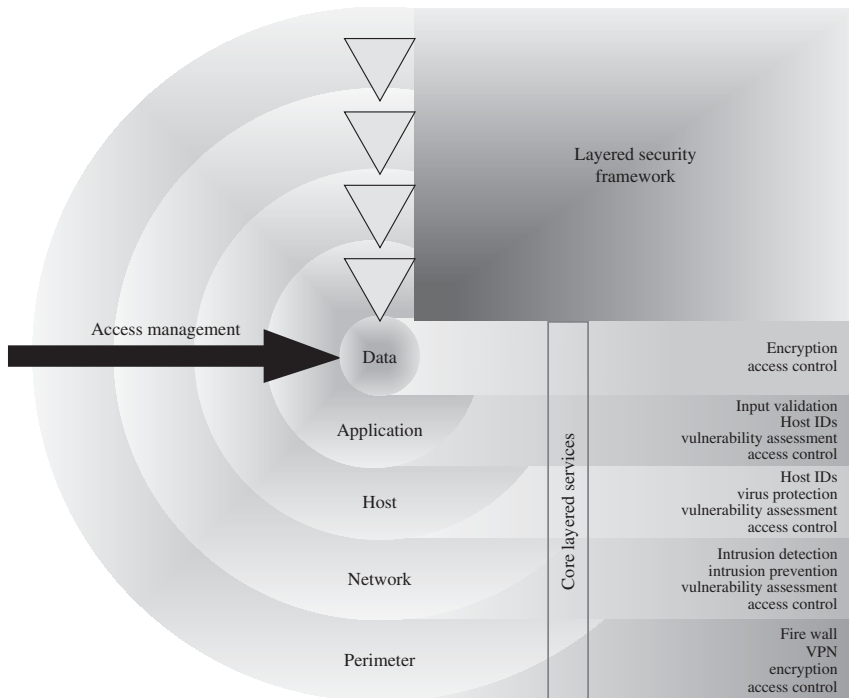 Layered security
framework
Access management
Data
Encryption
access control
Application
Input validation
Host IDs
vulnerability assessment
access control
Host
Host IDs
virus protection
vulnerability assessment
access control
Network
Intrusion detection
intrusion prevention
vulnerability assessment
access control
Perimeter
Fire wall
VPN
encryption
access control
Core layered services